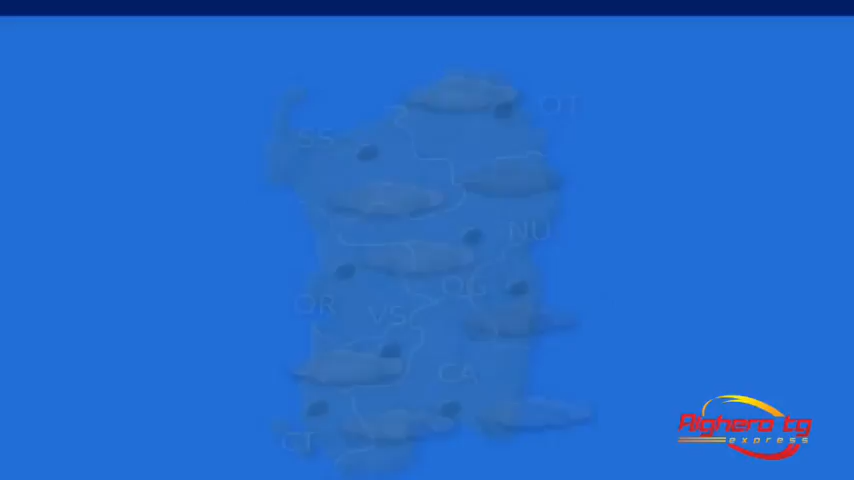 OT
SS
NU
OG
OR
VS
CA
CI
Alghero tg
express